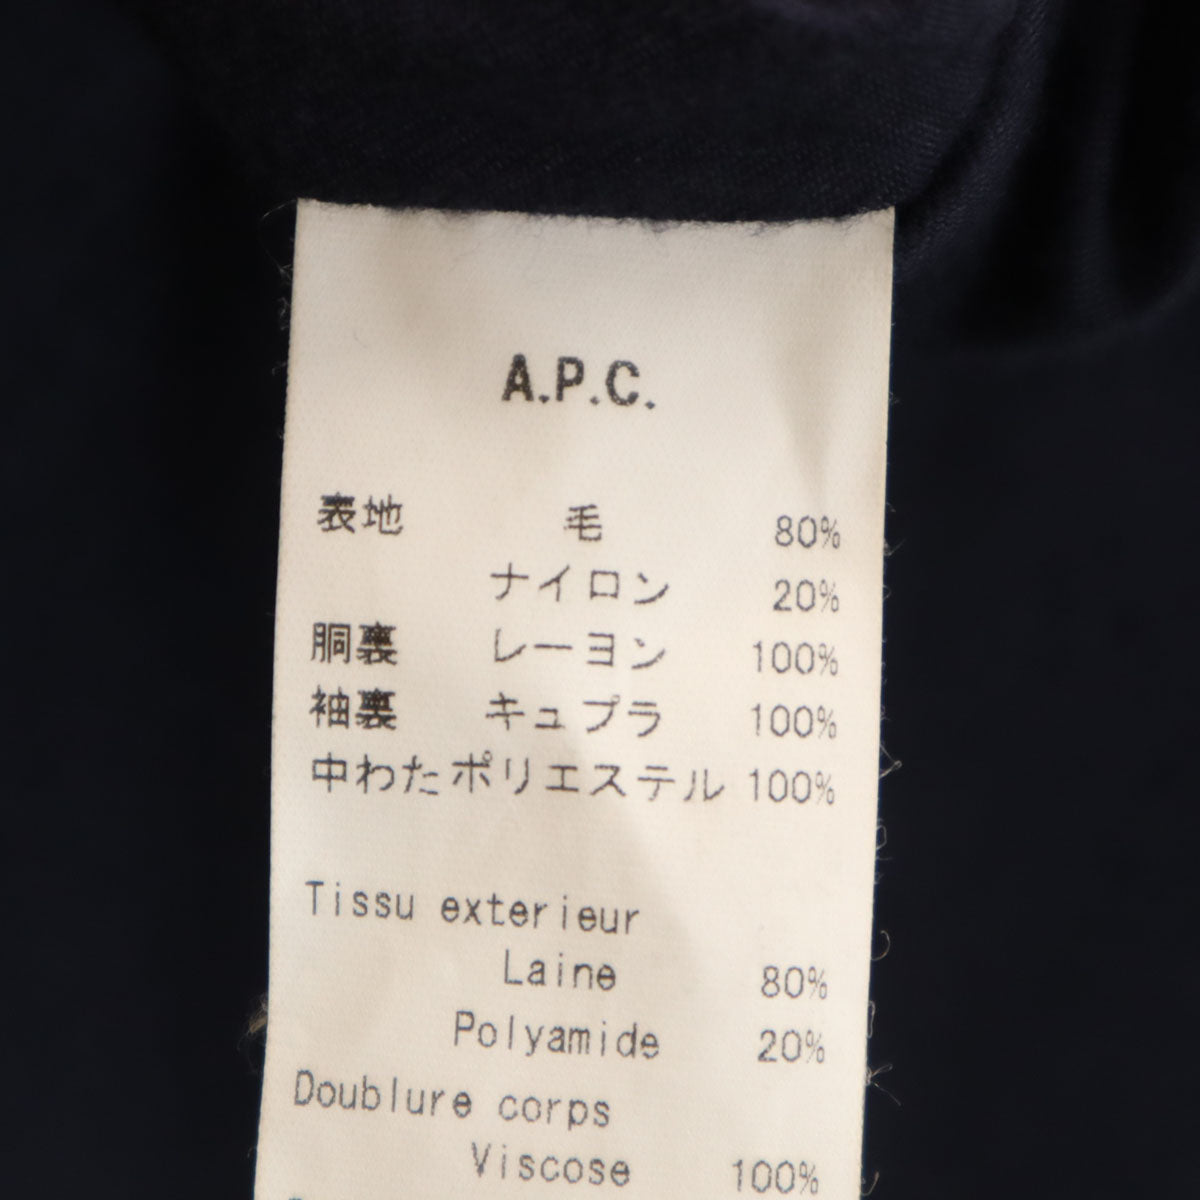 A.P.C.
表地 毛 80%
ナイロン 20%
胴裏 レーヨン 100%
袖裏 キュプラ 100%
中わた ポリエステル 100%
Tissu exterieur
Laine 80%
Polyamide 20%
Doublure corps
Viscose 100%